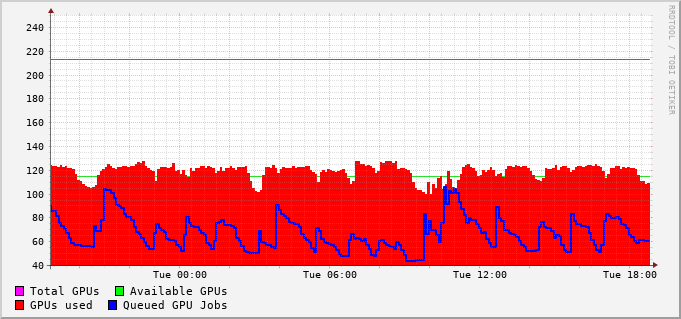 240
220
200
180
160
140
120
100
80
60
40
Tue 00:00 Tue 06:00 Tue 12:00 Tue 18:00
Total GPUs Available GPUs
GPUs used Queued GPU Jobs
RRDTOOL / TOBI OETIKER